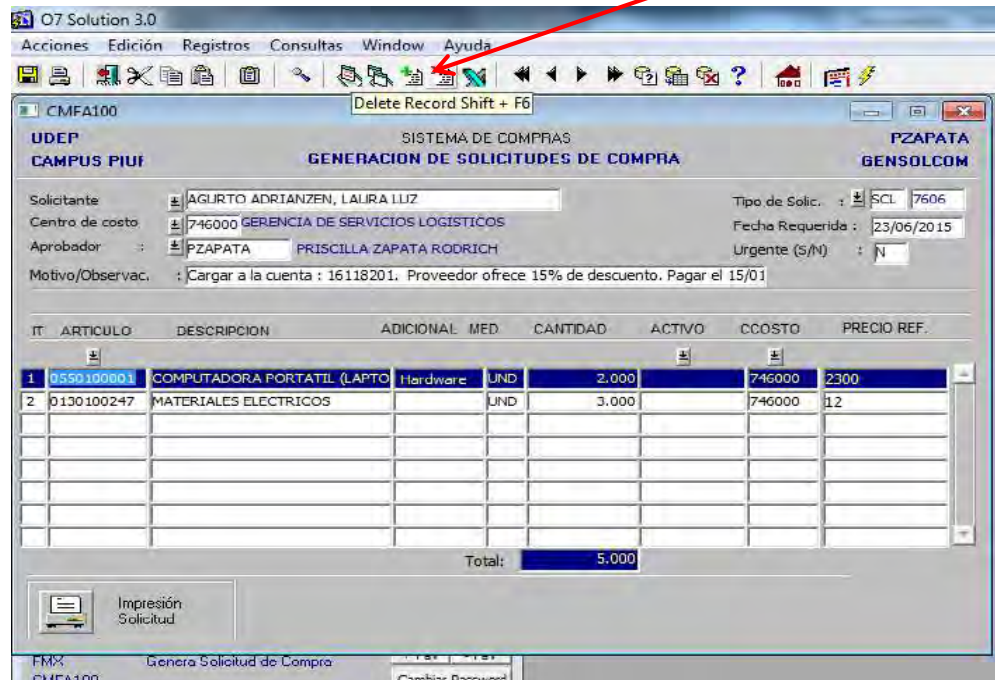 O7 Solution 3.0
Acciones Edición Registros Consultas Window Ayuda
Delete Record Shift + F6
CMFA100
UDEP SISTEMA DE COMPRAS PZAPATA
CAMPUS PIUF GENERACION DE SOLICITUDES DE COMPRA GENSOLCOM
Solicitante AGURTO ADRIANZEN, LAURA LUZ Tipo de Solic. : SCL 7606
Centro de costo 746000 GERENCIA DE SERVICIOS LOGISTICOS Fecha Requerida : 23/06/2015
Aprobador : PZAPATA PRISCILLA ZAPATA RODRICH Urgente (S/N) : N
Motivo/Observac. : Cargar a la cuenta : 16118201. Proveedor ofrece 15% de descuento. Pagar el 15/01
IT ARTICULO DESCRIPCION ADICIONAL MED CANTIDAD ACTIVO CCOSTO PRECIO REF.
1 0550100001 COMPUTADORA PORTATIL (LAPTO Hardware UND 2.000 746000 2300
2 0130100247 MATERIALES ELECTRICOS UND 3.000 746000 12
Total: 5.000
Impresión
Solicitud
FMX Genera Solicitud de Compra
CMFA100 Cambiar Password